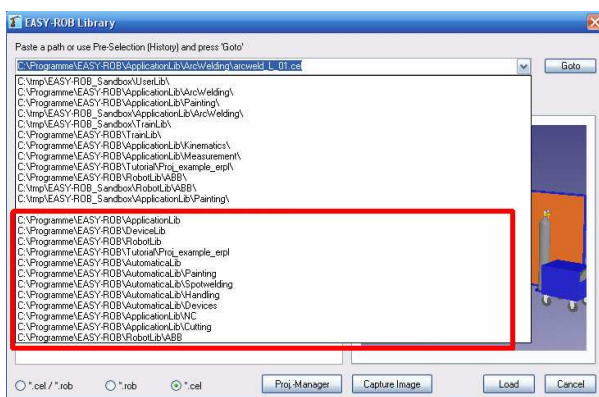 EASY-ROB Library
Paste a path or use Pre-Selection (History) and press 'Goto'
C:\Programme\EASY-ROB\ApplicationLib\ArcWelding\arcweld_L_01.cel
Goto
C:\tmp\EASY-ROB_Sandbox\UserLib\
C:\Programme\EASY-ROB\ApplicationLib\ArcWelding\
C:\Programme\EASY-ROB\ApplicationLib\Painting\
C:\tmp\EASY-ROB_Sandbox\ApplicationLib\ArcWelding\
C:\tmp\EASY-ROB_Sandbox\TrainLib\
C:\Programme\EASY-ROB\TrainLib\
C:\Programme\EASY-ROB\ApplicationLib\Kinematics\
C:\Programme\EASY-ROB\ApplicationLib\Measurement\
C:\Programme\EASY-ROB\Tutorial\Proj_example_erpl\
C:\Programme\EASY-ROB\RobotLib\ABB\
C:\tmp\EASY-ROB_Sandbox\RobotLib\ABB\
C:\tmp\EASY-ROB_Sandbox\ApplicationLib\Painting\
C:\Programme\EASY-ROB\ApplicationLib
C:\Programme\EASY-ROB\DeviceLib
C:\Programme\EASY-ROB\RobotLib
C:\Programme\EASY-ROB\Tutorial\Proj_example_erpl
C:\Programme\EASY-ROB\AutomaticaLib
C:\Programme\EASY-ROB\AutomaticaLib\Painting
C:\Programme\EASY-ROB\AutomaticaLib\Spotwelding
C:\Programme\EASY-ROB\AutomaticaLib\Handling
C:\Programme\EASY-ROB\AutomaticaLib\Devices
C:\Programme\EASY-ROB\ApplicationLib\NC
C:\Programme\EASY-ROB\ApplicationLib\Cutting
C:\Programme\EASY-ROB\RobotLib\ABB
*.cel / *.rob
*.rob
*.cel
Proj.-Manager
Capture Image
Load
Cancel